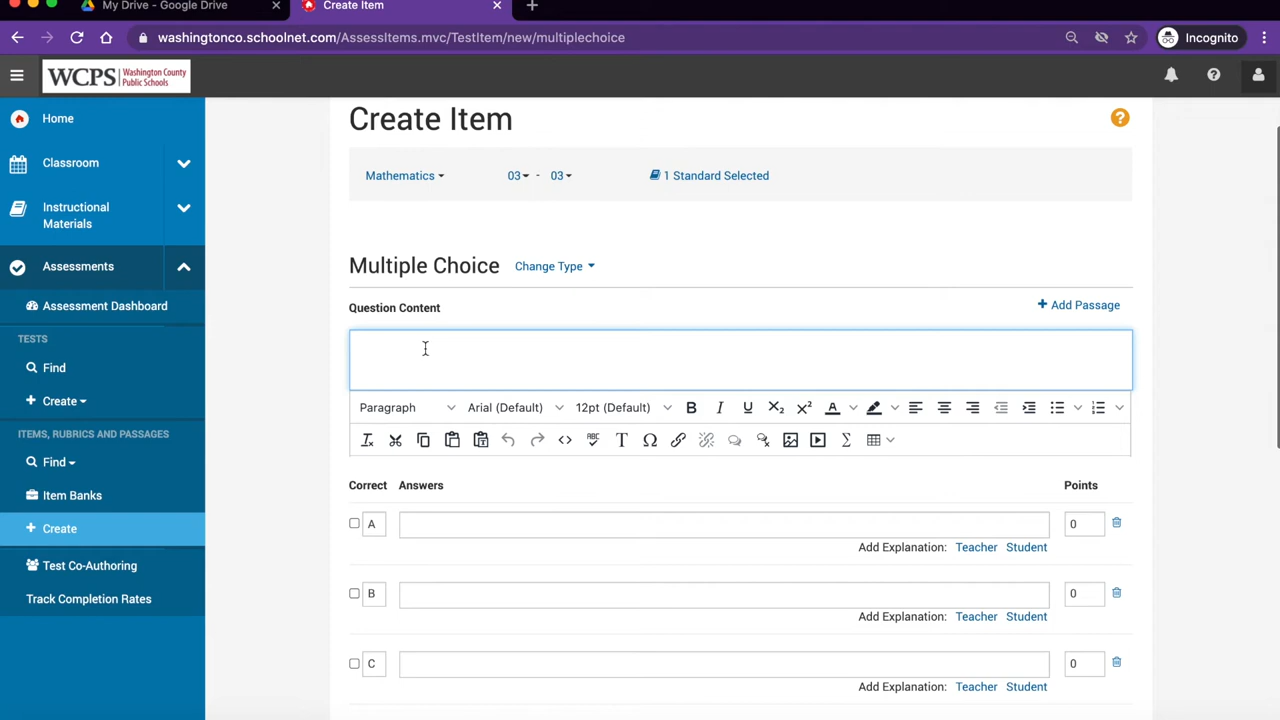 My Drive - Google Drive
Create Item
washingtonco.schoolnet.com/AssessItems.mvc/TestItem/new/multiplechoice
Incognito
WCPS Washington County
Public Schools
Home
Classroom
Instructional
Materials
Assessments
Assessment Dashboard
TESTS
Find
Create
ITEMS, RUBRICS AND PASSAGES
Find
Item Banks
Create
Test Co-Authoring
Track Completion Rates
Create Item
Mathematics
03 - 03
1 Standard Selected
Multiple Choice Change Type
Question Content
+ Add Passage
Paragraph Arial (Default) 12pt (Default) B I U X₂ X² A
ABC T Ω Σ
Correct Answers Points
A 0
Add Explanation: Teacher Student
B 0
Add Explanation: Teacher Student
C 0
Add Explanation: Teacher Student